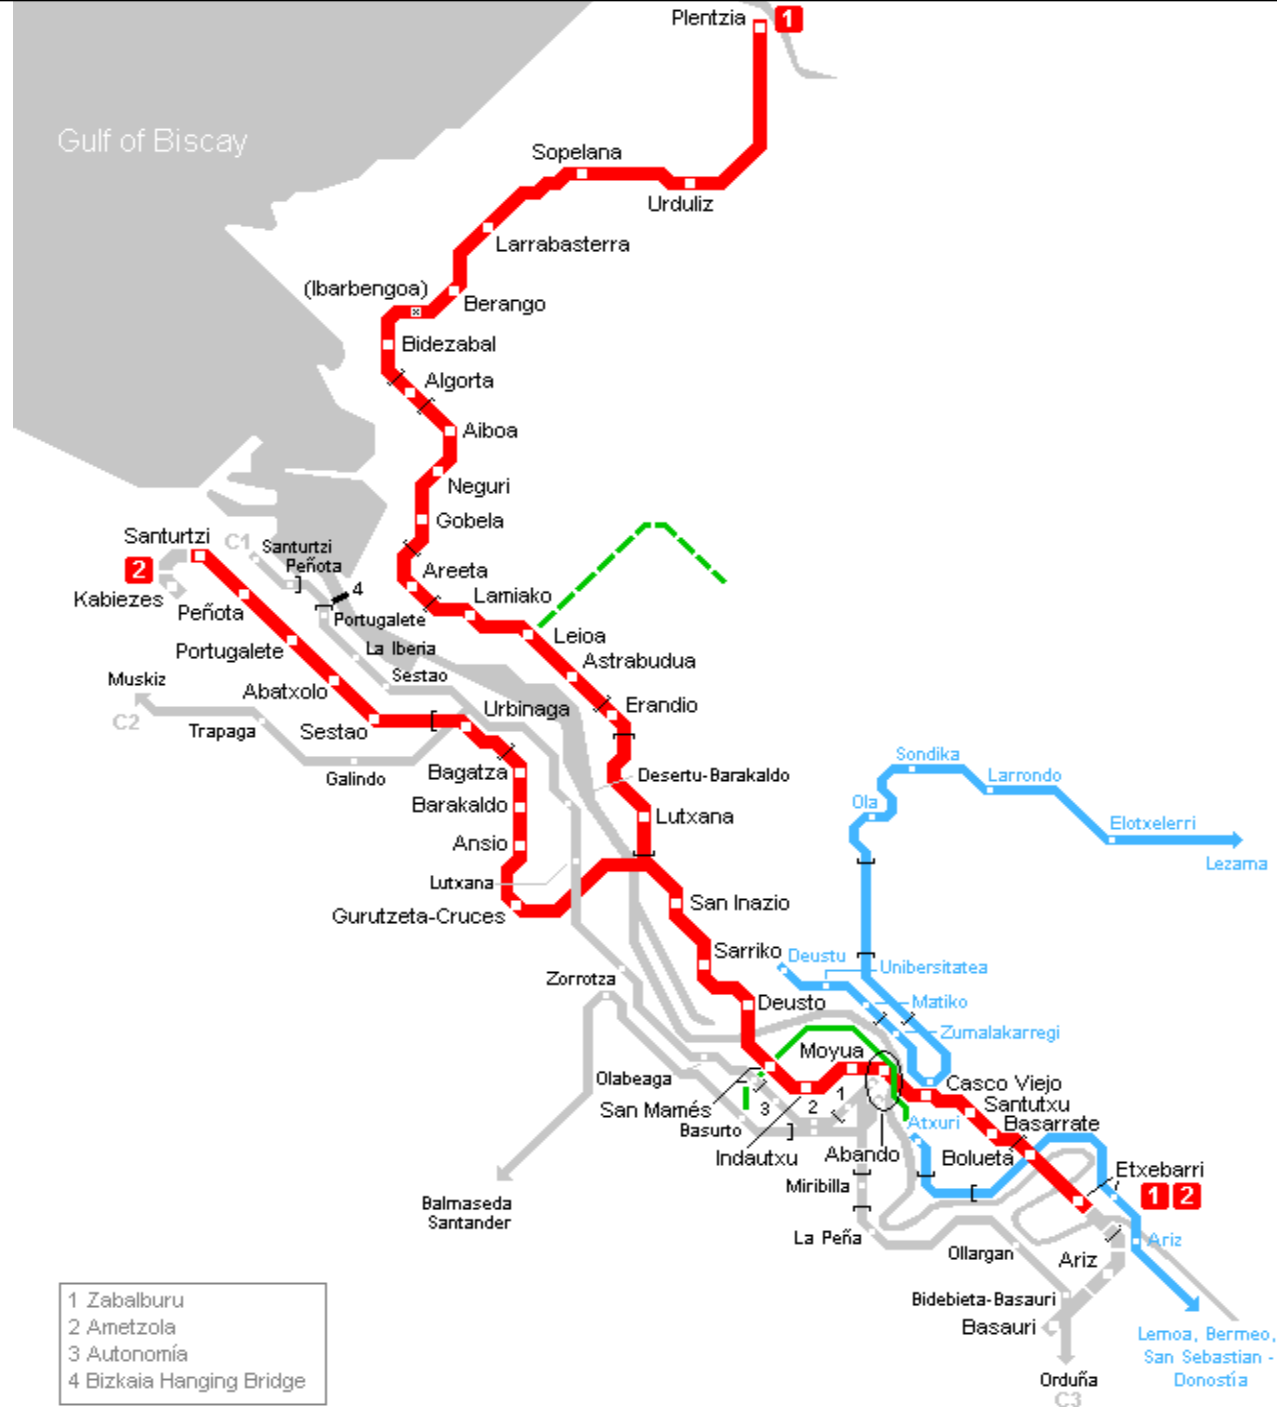 Plentzia 1
Gulf of Biscay
Sopelana
Urduliz
Larrabasterra
(Ibarbengoa)
Berango
Bidezabal
Algorta
Aiboa
Neguri
Gobela
Santurtzi
C1
Santurtzi
Peñota
Areeta
2
4
Kabiezes
Peñota
Portugalete
Lamiako
Leioa
Portugalete
La Iberia
Astrabudua
Muskiz
Abatxolo
Sestao
Erandio
C2
Trapaga
Sestao
Urbinaga
Galindo
Bagatza
Desertu-Barakaldo
Sondika
Larrondo
Barakaldo
Lutxana
Ola
Elotxelerri
Ansio
Lezama
Lutxana
Gurutzeta-Cruces
San Inazio
Sarriko
Deustu
Unibersitatea
Zorrotza
Deusto
Matiko
Zumalakarregi
Moyua
Olabeaga
Casco Viejo
San Mamés
3
2
1
Santutxu
Basurto
Atxuri
Basarrate
Indautxu
Abando
Bolueta
Etxebarri
1 2
Miribilla
Balmaseda
Santander
La Peña
Ollargan
Ariz
Ariz
Bidebieta-Basauri
Basauri
Lemoa, Bermeo,
San Sebastian -
Donostía
Orduña
C3
1 Zabalburu
2 Ametzola
3 Autonomía
4 Bizkaia Hanging Bridge